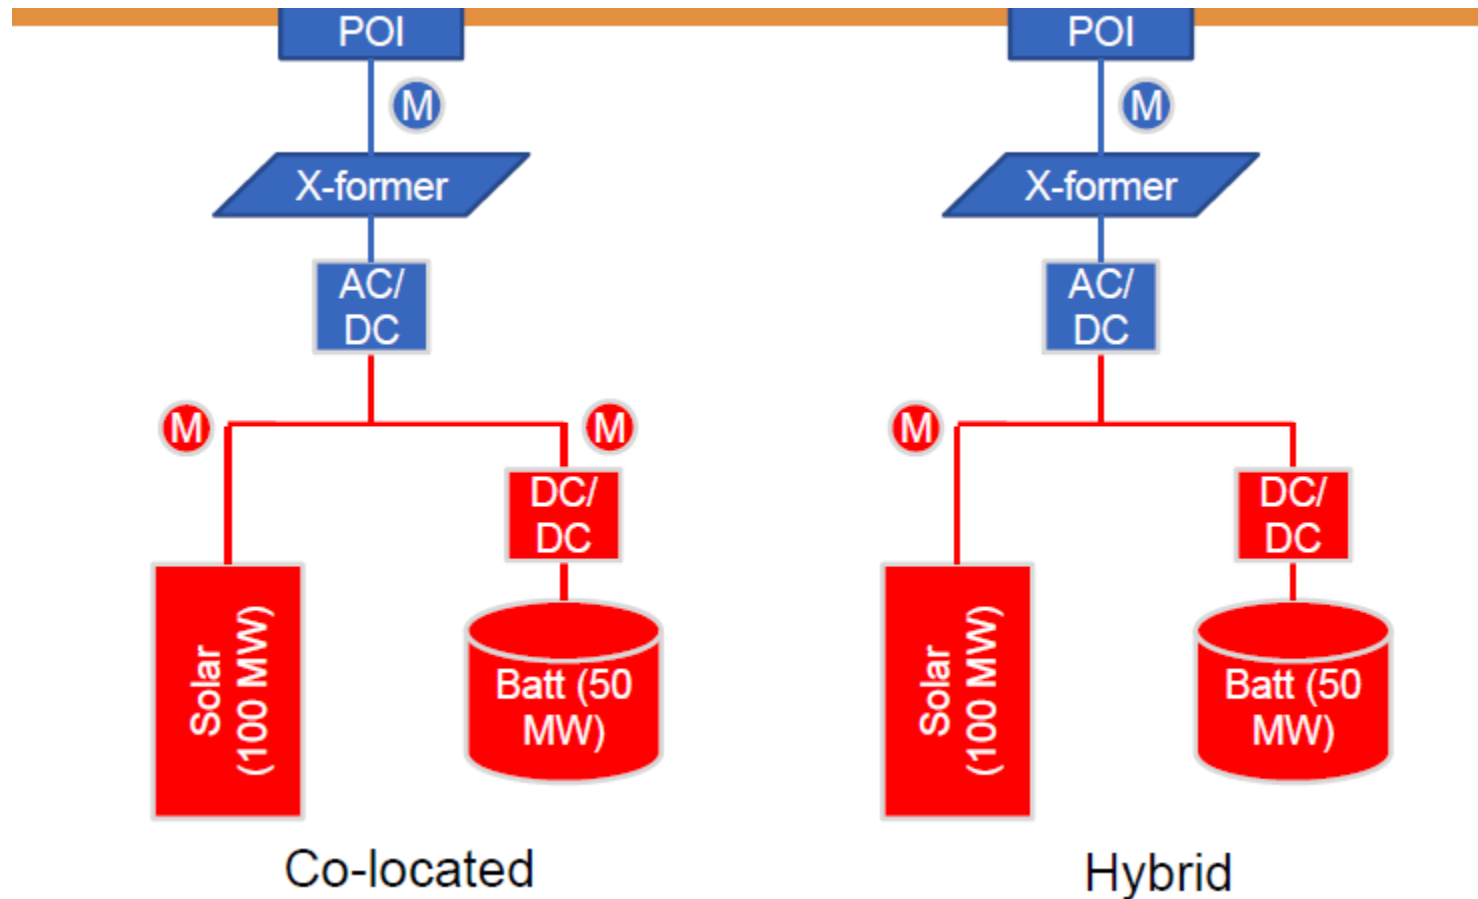 POI
M
X-former
AC/
DC
M
M
DC/
DC
Solar
(100 MW)
Batt (50
MW)
Co-located
POI
M
X-former
AC/
DC
M
DC/
DC
Solar
(100 MW)
Batt (50
MW)
Hybrid